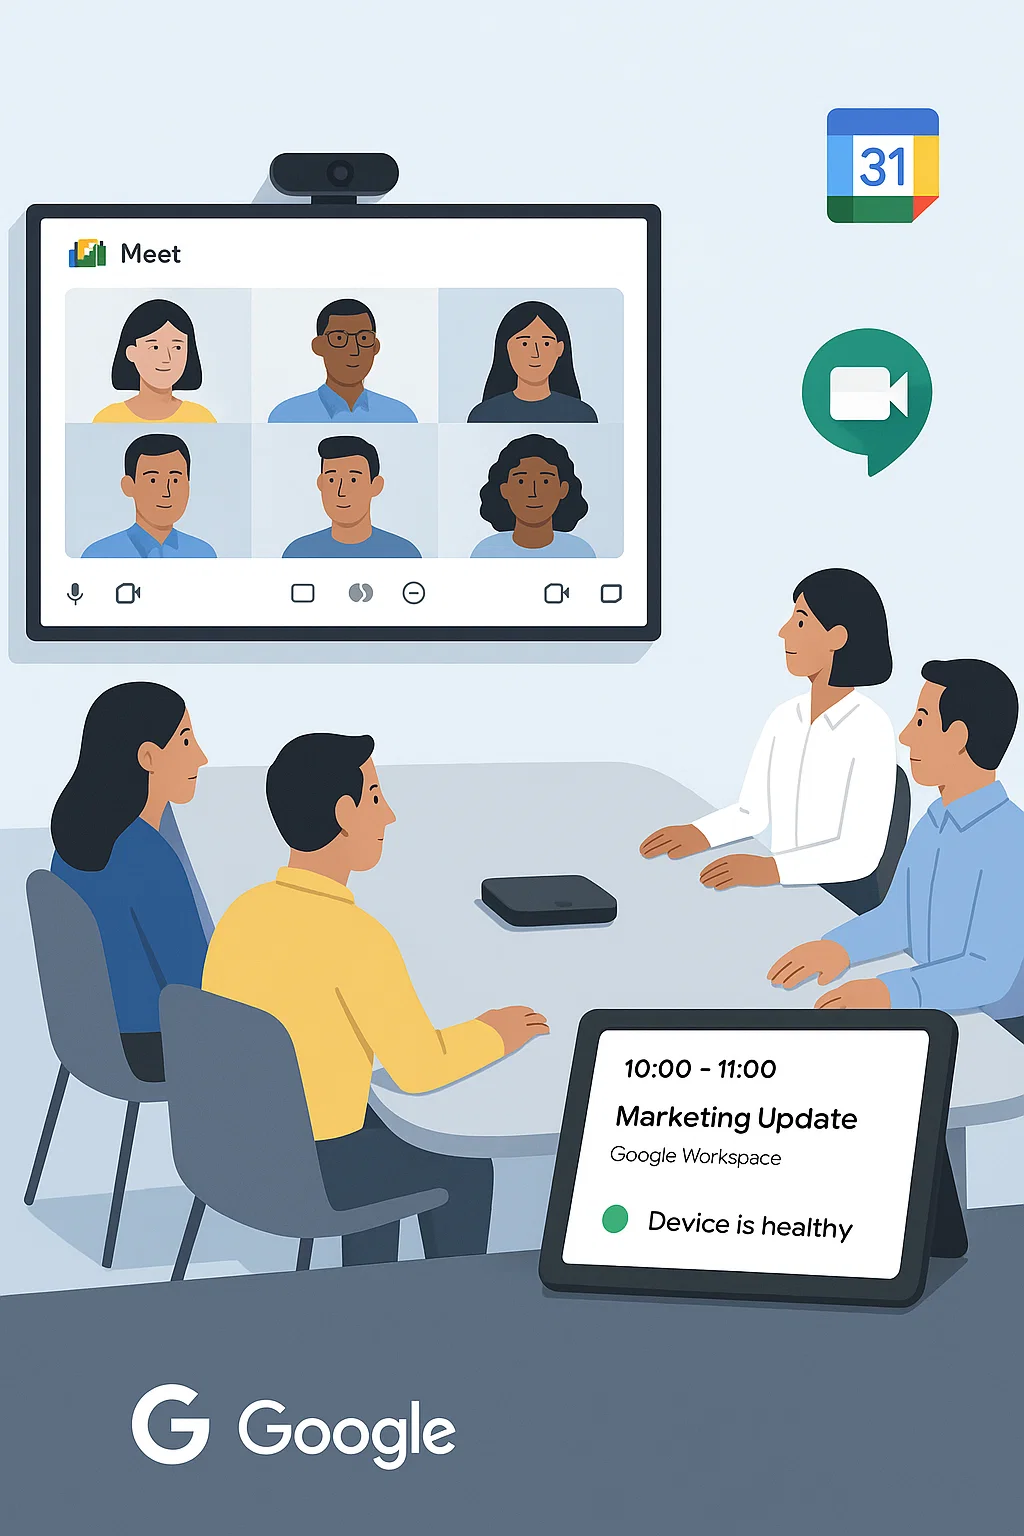 31
Meet
10:00 - 11:00
Marketing Update
Google Workspace
Device is healthy
G Google